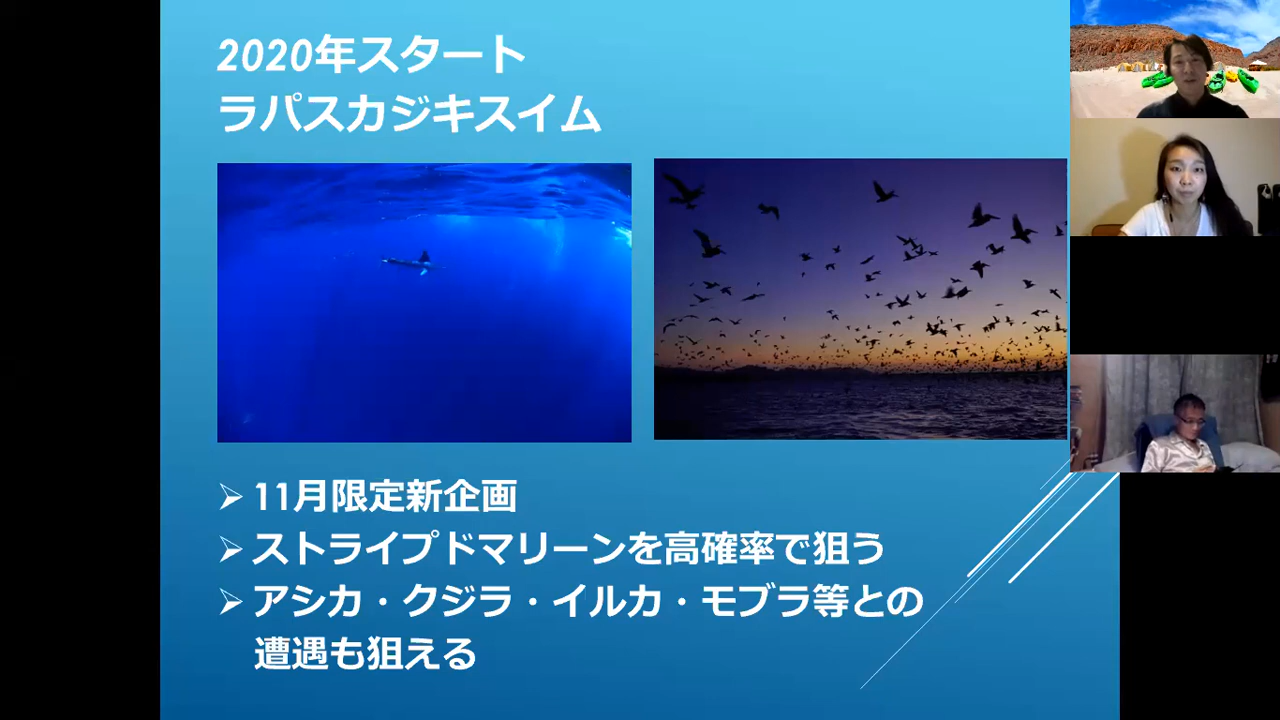 2020年スタート
ラパスカジキスイム
11月限定新企画
ストライプドマリーンを高確率で狙う
アシカ・クジラ・イルカ・モブラ等との
遭遇も狙える